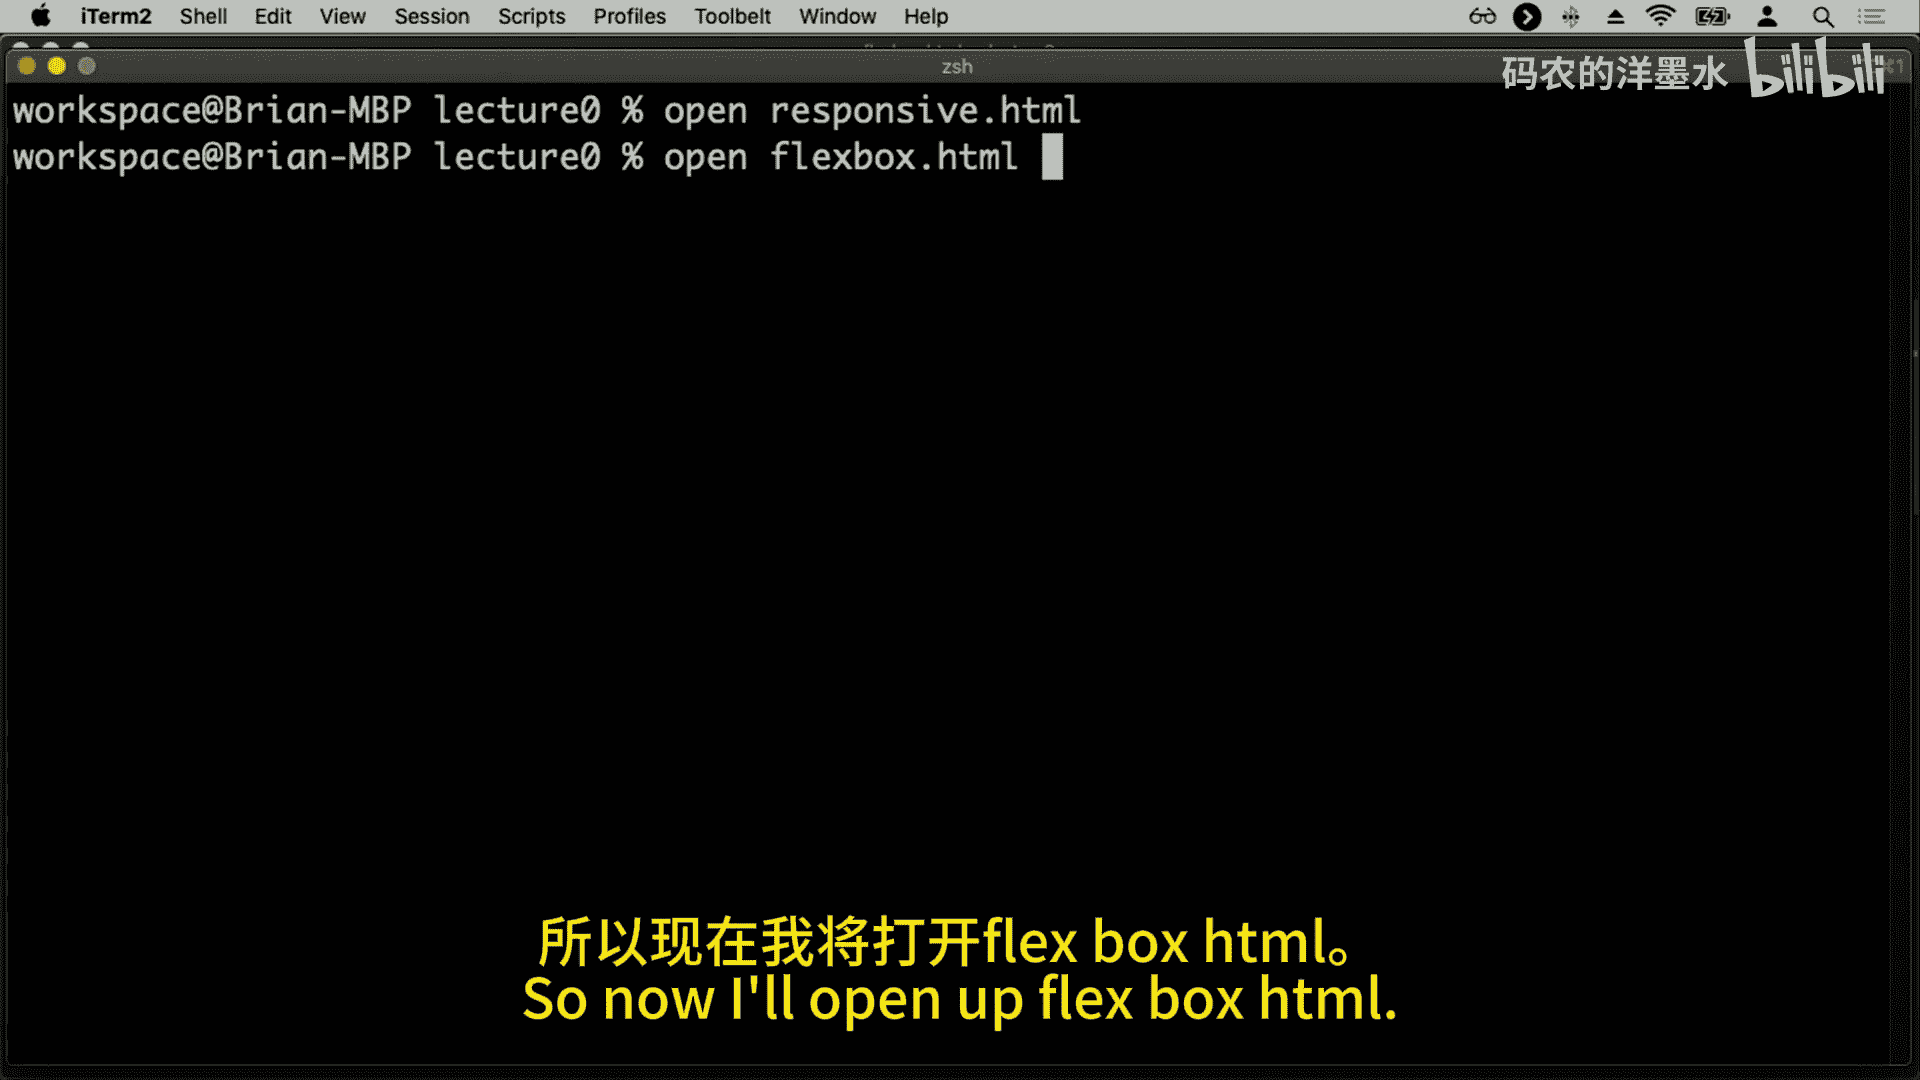 iTerm2 Shell Edit View Session Scripts Profiles Toolbelt Window Help
zsh
码农的洋墨水 bilibili
workspace@Brian-MBP lecture0 % open responsive.html
workspace@Brian-MBP lecture0 % open flexbox.html
所以现在我将打开flex box html。
So now I'll open up flex box html.